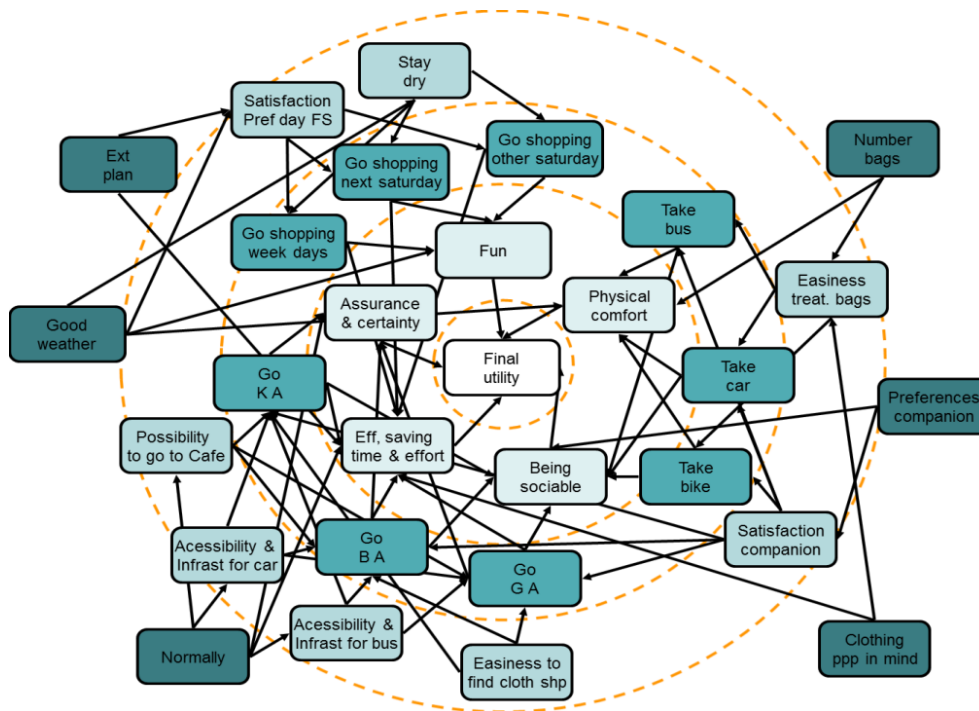 Stay
dry
Satisfaction
Pref day FS
Ext
plan
Go shopping
next saturday
Go shopping
other saturday
Number
bags
Go shopping
week days
Fun
Take
bus
Easiness
treat. bags
Assurance
& certainty
Physical
comfort
Good
weather
Final
utility
Go
K A
Take
car
Preferences
companion
Possibility
to go to Cafe
Eff, saving
time & effort
Being
sociable
Take
bike
Acessibility &
Infrast for car
Go
B A
Go
G A
Satisfaction
companion
Normally
Acessibility &
Infrast for bus
Easiness to
find cloth shp
Clothing
ppp in mind